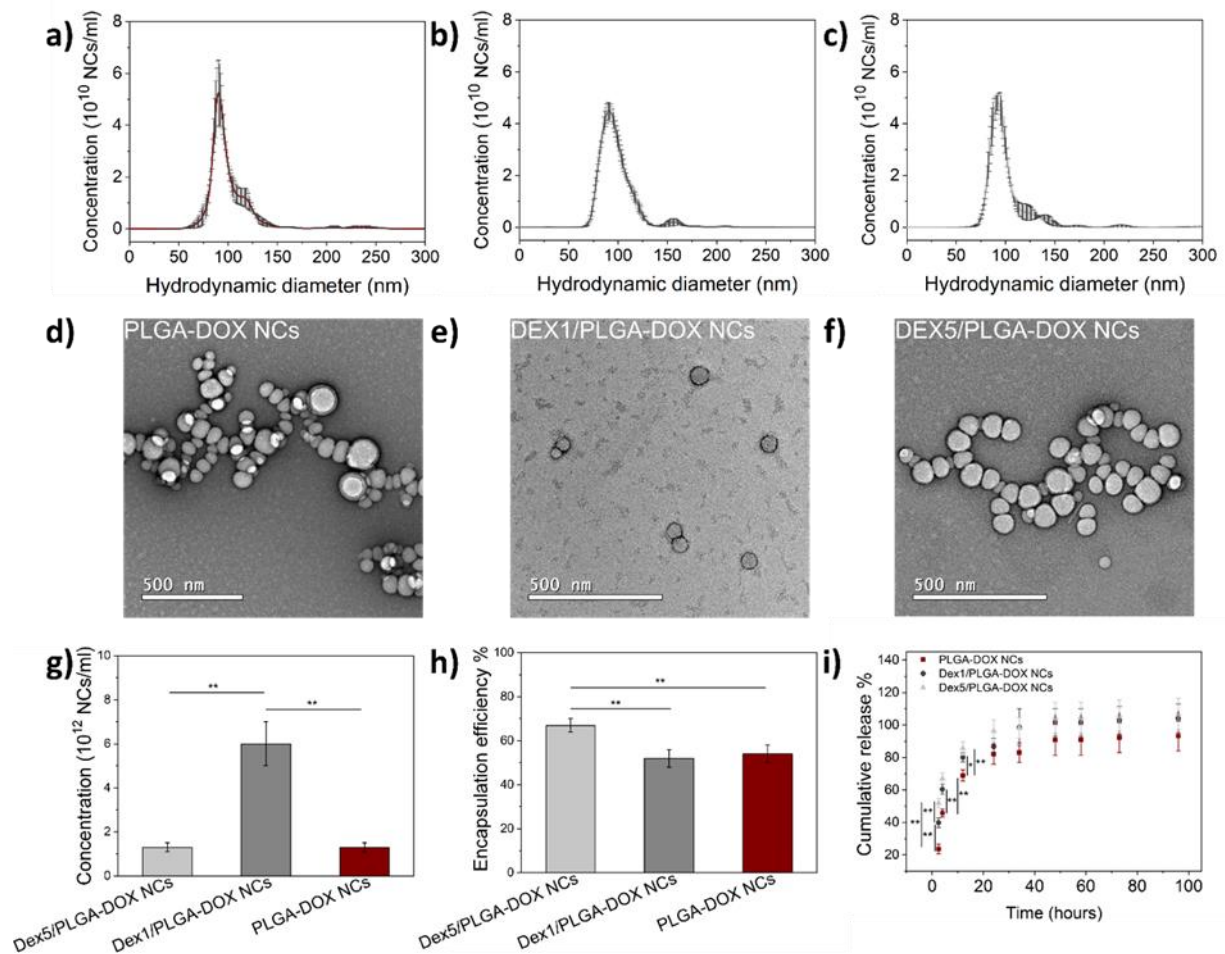 a)
Concentration (10^10 NCs/ml)
8
6
4
2
0
0 50 100 150 200 250 300
Hydrodynamic diameter (nm)
b)
Concentration (10^10 NCs/ml)
8
6
4
2
0
0 50 100 150 200 250 300
Hydrodynamic diameter (nm)
c)
Concentration (10^10 NCs/ml)
8
6
4
2
0
0 50 100 150 200 250 300
Hydrodynamic diameter (nm)
d)
PLGA-DOX NCs
500 nm
e)
DEX1/PLGA-DOX NCs
500 nm
f)
DEX5/PLGA-DOX NCs
500 nm
g)
Concentration (10^12 NCs/ml)
10
8
6
4
2
0
**
**
Dex5/PLGA-DOX NCs
Dex1/PLGA-DOX NCs
PLGA-DOX NCs
h)
Encapsulation efficiency %
100
80
60
40
20
0
**
**
Dex5/PLGA-DOX NCs
Dex1/PLGA-DOX NCs
PLGA-DOX NCs
i)
Cumulative release %
140
120
100
80
60
40
20
PLGA-DOX NCs
Dex1/PLGA-DOX NCs
Dex5/PLGA-DOX NCs
* **
** **
** **
**
0 20 40 60 80 100
Time (hours)